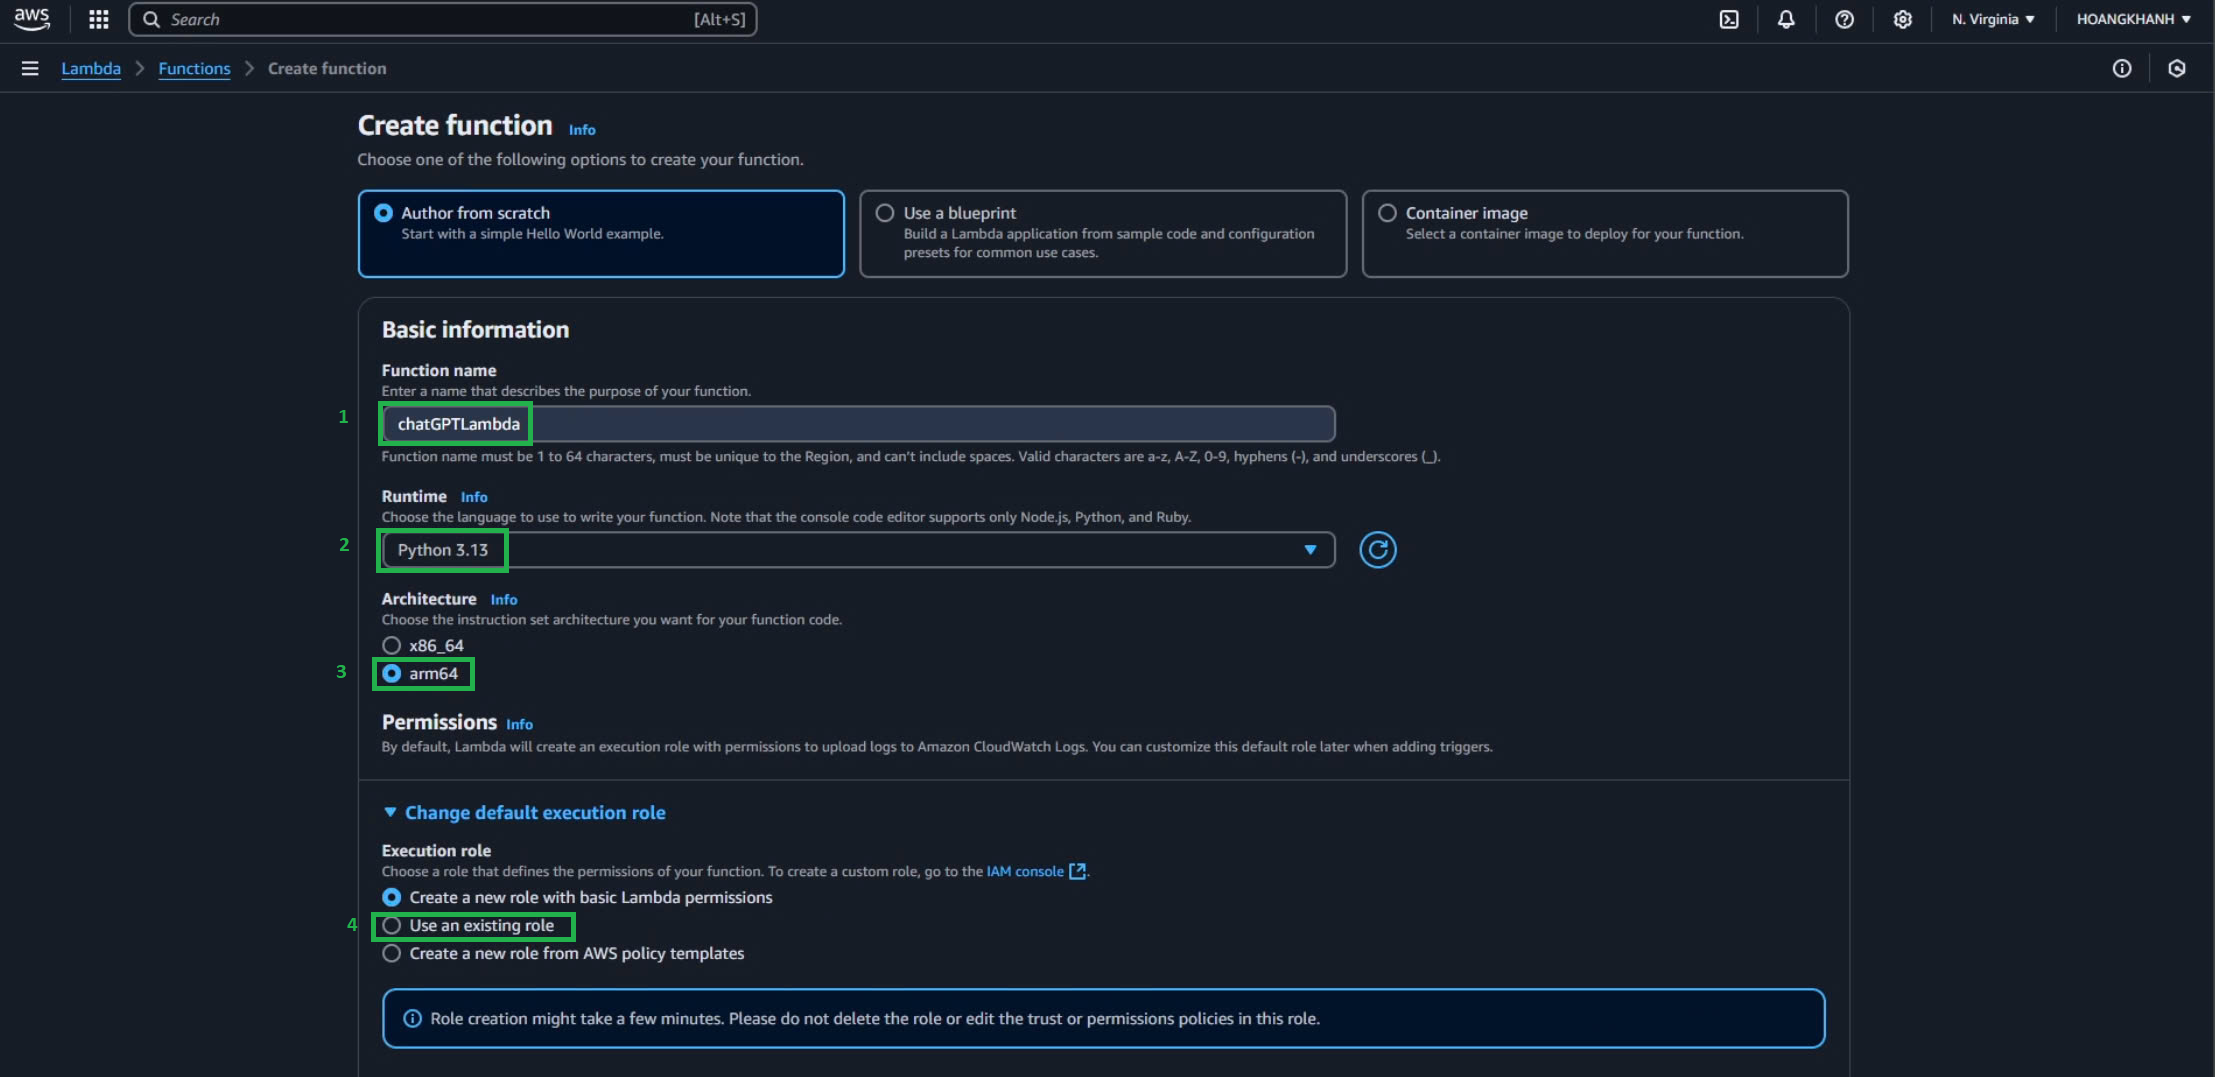 aws
Search [Alt+S]
N. Virginia
HOANGKHANH
Lambda
Functions
Create function
Create function Info
Choose one of the following options to create your function.
Author from scratch
Start with a simple Hello World example.
Use a blueprint
Build a Lambda application from sample code and configuration
presets for common use cases.
Container image
Select a container image to deploy for your function.
Basic information
Function name
Enter a name that describes the purpose of your function.
1
chatGPTLambda
Function name must be 1 to 64 characters, must be unique to the Region, and can't include spaces. Valid characters are a-z, A-Z, 0-9, hyphens (-), and underscores (_).
Runtime Info
Choose the language to use to write your function. Note that the console code editor supports only Node.js, Python, and Ruby.
2
Python 3.13
Architecture Info
Choose the instruction set architecture you want for your function code.
x86_64
3
arm64
Permissions Info
By default, Lambda will create an execution role with permissions to upload logs to Amazon CloudWatch Logs. You can customize this default role later when adding triggers.
Change default execution role
Execution role
Choose a role that defines the permissions of your function. To create a custom role, go to the IAM console.
Create a new role with basic Lambda permissions
4
Use an existing role
Create a new role from AWS policy templates
Role creation might take a few minutes. Please do not delete the role or edit the trust or permissions policies in this role.